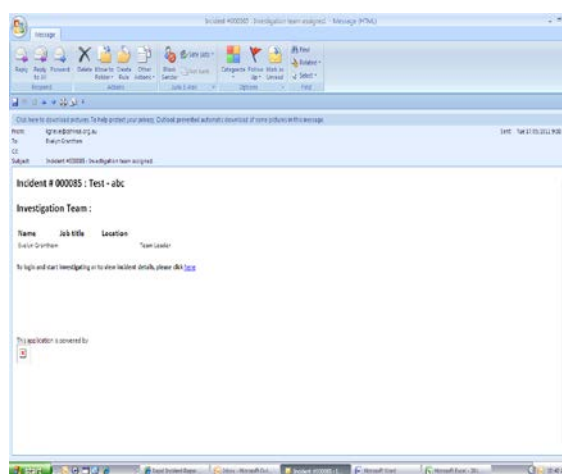 Incident #000085 : Investigation team assigned. - Message (HTML)
Message
Reply Reply to All Forward Delete Move to Folder Create Rule Other Actions Block Sender Safe Lists Not Junk Categorize Follow Up Mark as Unread Find Related Select
Respond Actions Junk E-mail Options Find
Click here to download pictures. To help protect your privacy, Outlook prevented automatic download of some pictures in this message.
From:
To: Evelyn Grantham
Cc:
Subject: Incident #000085 : Investigation team assigned.
Incident # 000085 : Test - abc
Investigation Team :
Name Job title Location
Evelyn Grantham Team Leader
To login and start investigating or to view incident details, please click here
This application is powered by